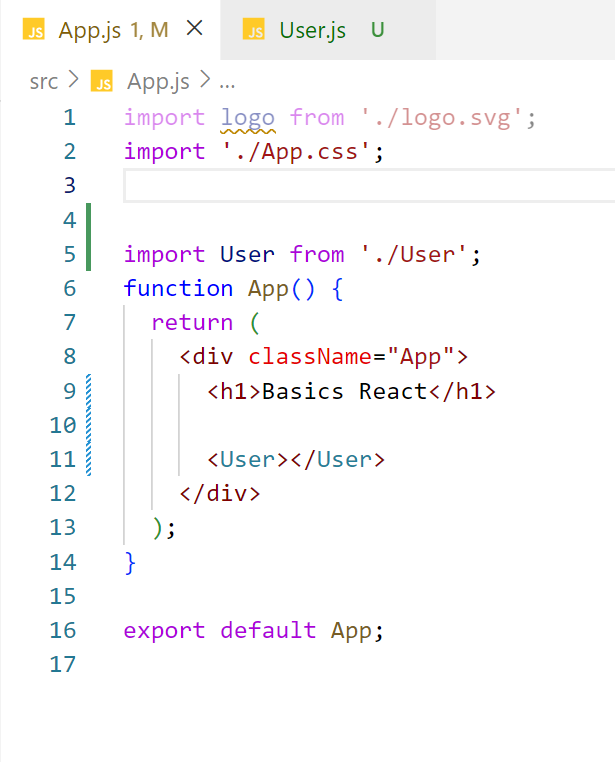 JS App.js 1, M ×
JS User.js U
src > JS App.js > ...
1 import logo from './logo.svg';
2 import './App.css';
3
4
5 import User from './User';
6 function App() {
7   return (
8     <div className="App">
9       <h1>Basics React</h1>
10
11       <User></User>
12     </div>
13   );
14 }
15
16 export default App;
17